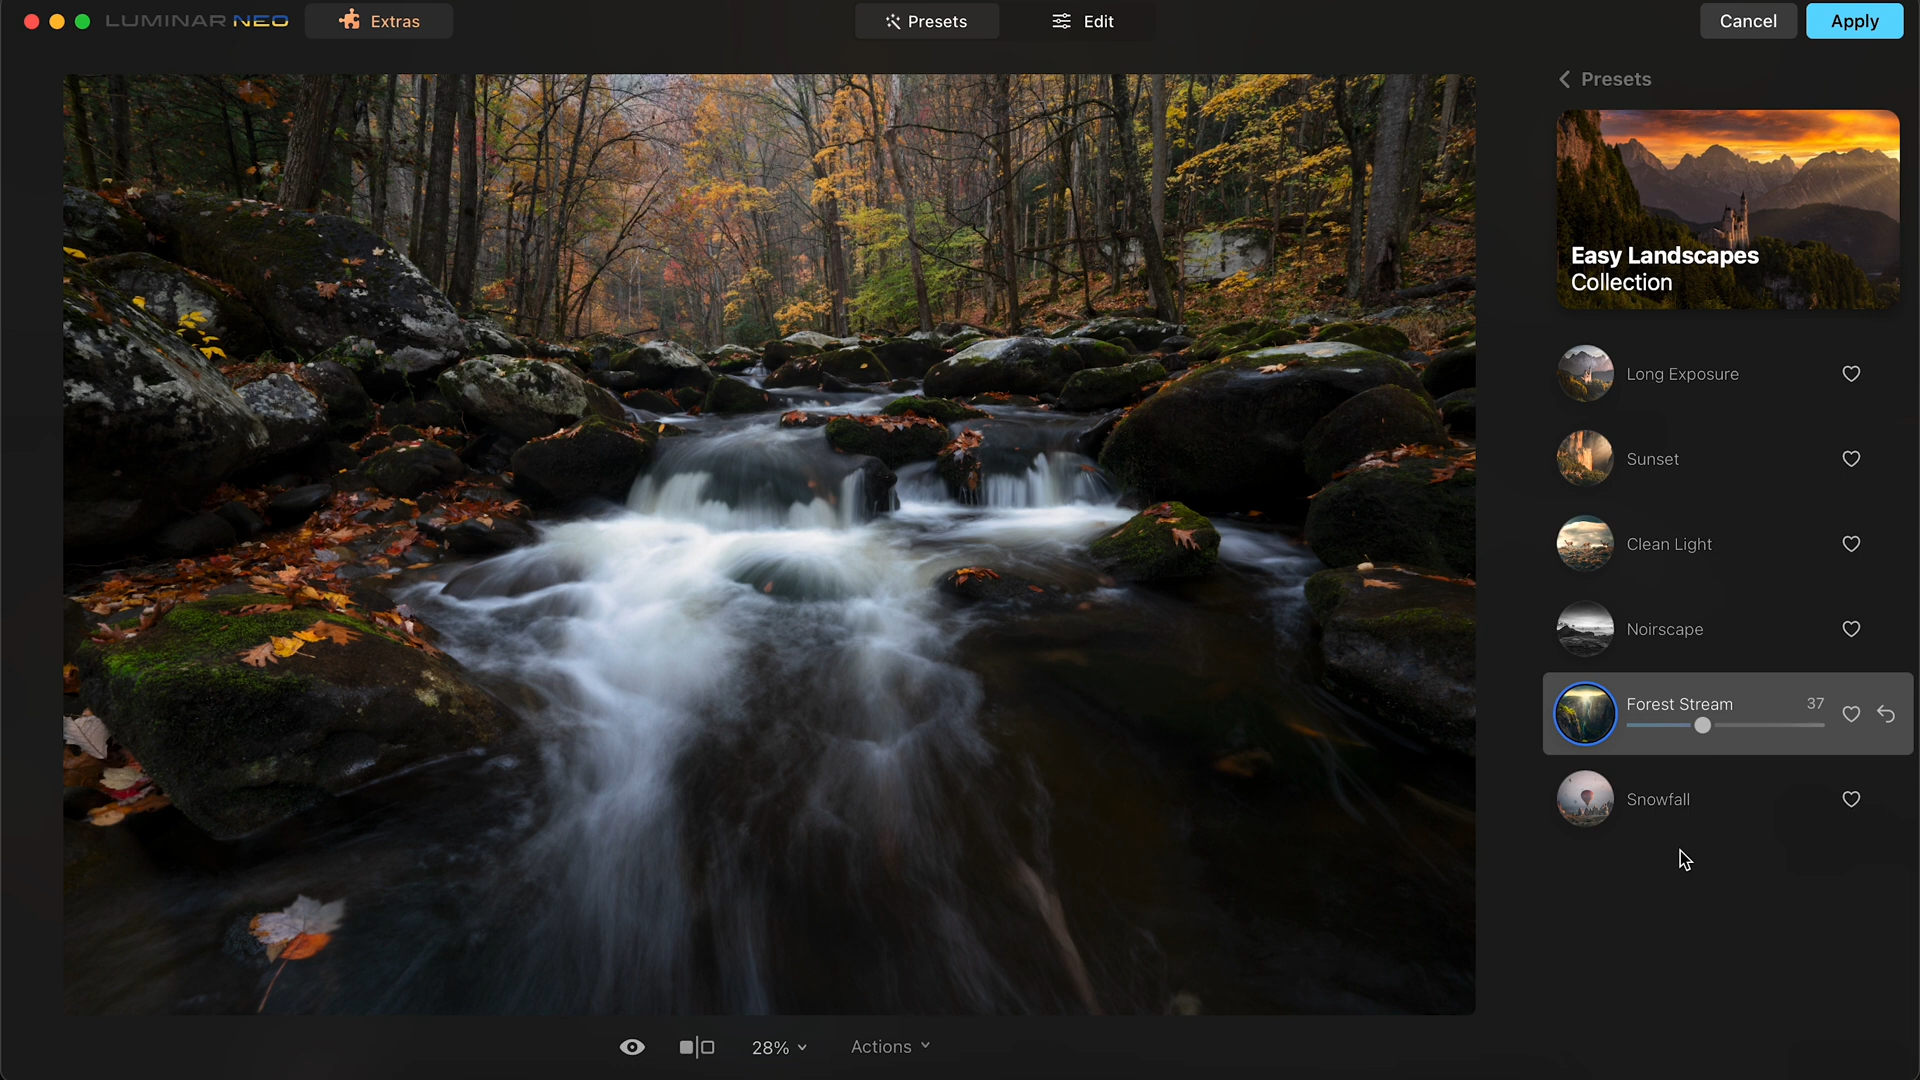 LUMINAR NEO
Extras
Presets
Edit
Cancel
Apply
Presets
Easy Landscapes
Collection
Long Exposure
Sunset
Clean Light
Noirscape
Forest Stream 37
Snowfall
28%
Actions